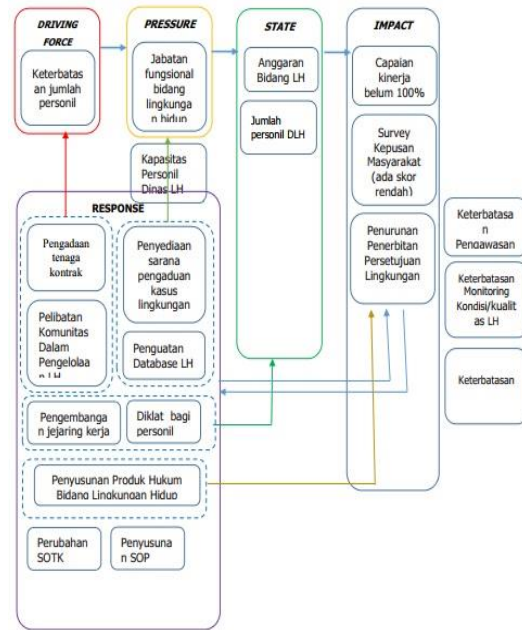 DRIVING
FORCE
Keterbatas
an jumlah
personil
PRESSURE
Jabatan
fungsional
bidang
lingkunga
n hidup
Kapasitas
Personil
Dinas LH
STATE
Anggaran
Bidang LH
Jumlah
personil DLH
IMPACT
Capaian
kinerja
belum 100%
Survey
Kepusan
Masyarakat
(ada skor
rendah)
Penurunan
Penerbitan
Persetujuan
Lingkungan
Keterbatasa
n
Pengawasan
Keterbatasan
Monitoring
Kondisi/kualit
as LH
Keterbatasan
RESPONSE
Pengadaan
tenaga
kontrak
Pelibatan
Komunitas
Dalam
Pengelolaa
n LH
Penyediaan
sarana
pengaduan
kasus
lingkungan
Penguatan
Database LH
Pengembanga
n jejaring kerja
Diklat bagi
personil
Penyusunan Produk Hukum
Bidang Lingkungan Hidup
Perubahan
SOTK
Penyusuna
n SOP